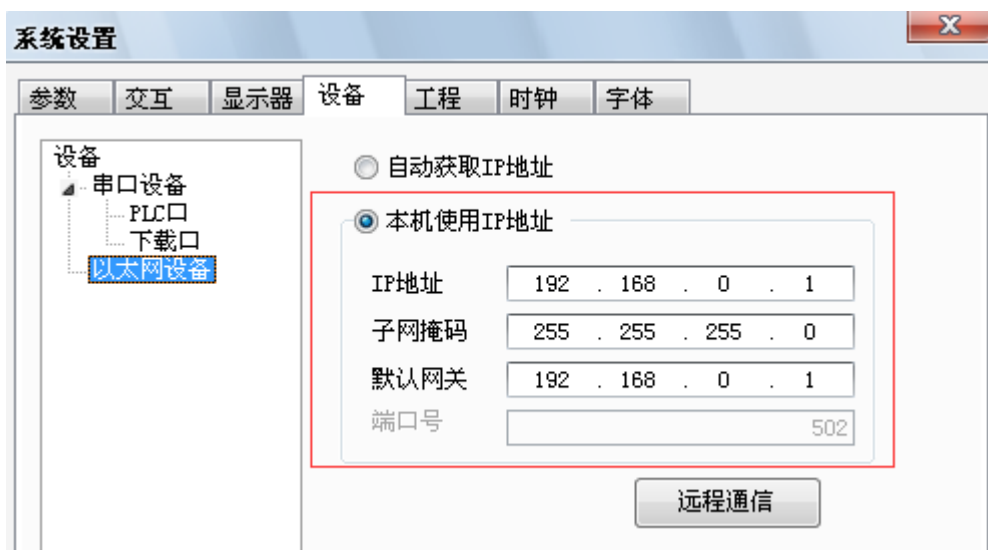 系统设置
参数 交互 显示器 设备 工程 时钟 字体
设备
串口设备
PLC口
下载口
以太网设备
自动获取IP地址
本机使用IP地址
IP地址 192 . 168 . 0 . 1
子网掩码 255 . 255 . 255 . 0
默认网关 192 . 168 . 0 . 1
端口号 502
远程通信